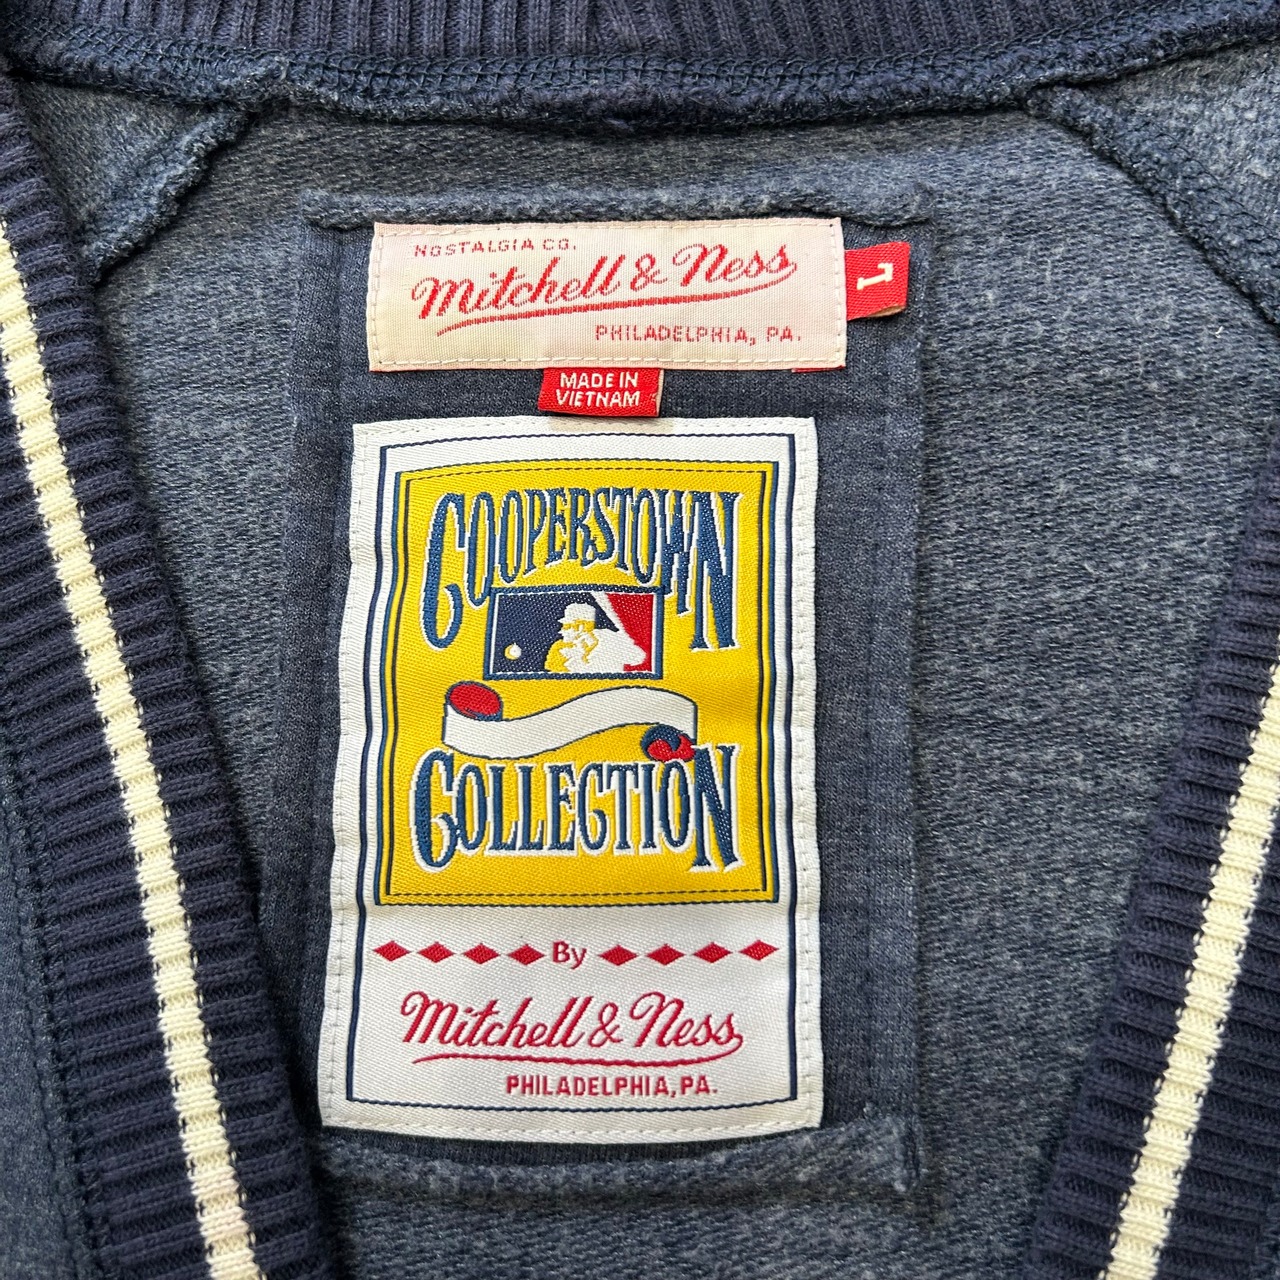 NOSTALGIA CO.
Mitchell & Ness
PHILADELPHIA, PA.
L
MADE IN
VIETNAM
COOPERSTOWN
COLLECTION
By
Mitchell & Ness
PHILADELPHIA, PA.